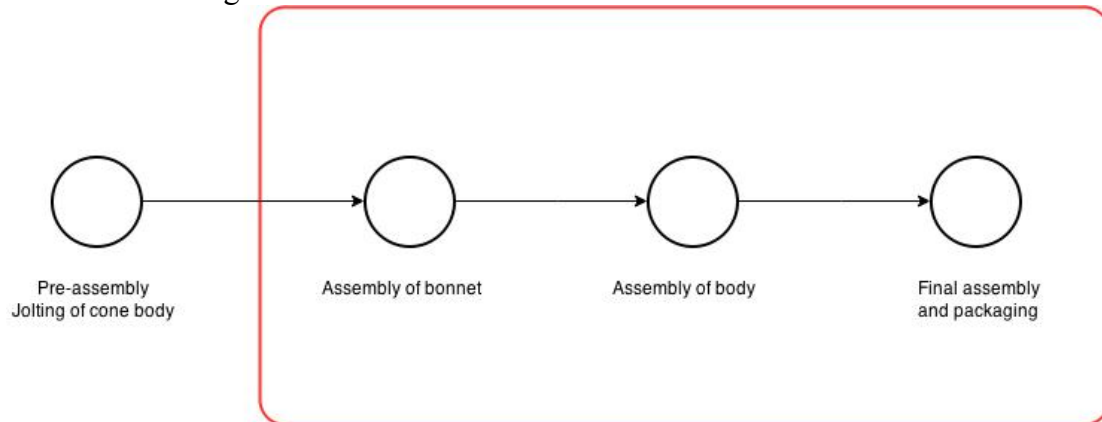 Pre-assembly
Jolting of cone body
Assembly of bonnet
Assembly of body
Final assembly
and packaging